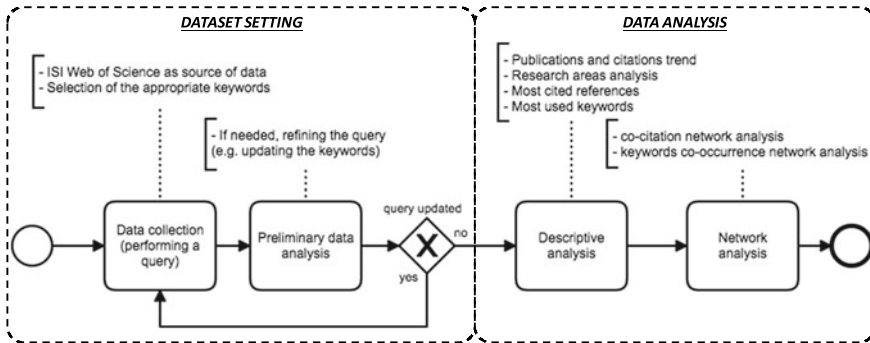 DATASET SETTING
- ISI Web of Science as source of data
- Selection of the appropriate keywords
- If needed, refining the query
(e.g. updating the keywords)
Data collection
(performing a
query)
Preliminary data
analysis
query updated
X
no
yes
DATA ANALYSIS
- Publications and citations trend
- Research areas analysis
- Most cited references
- Most used keywords
- co-citation network analysis
- keywords co-occurrence network analysis
Descriptive
analysis
Network
analysis